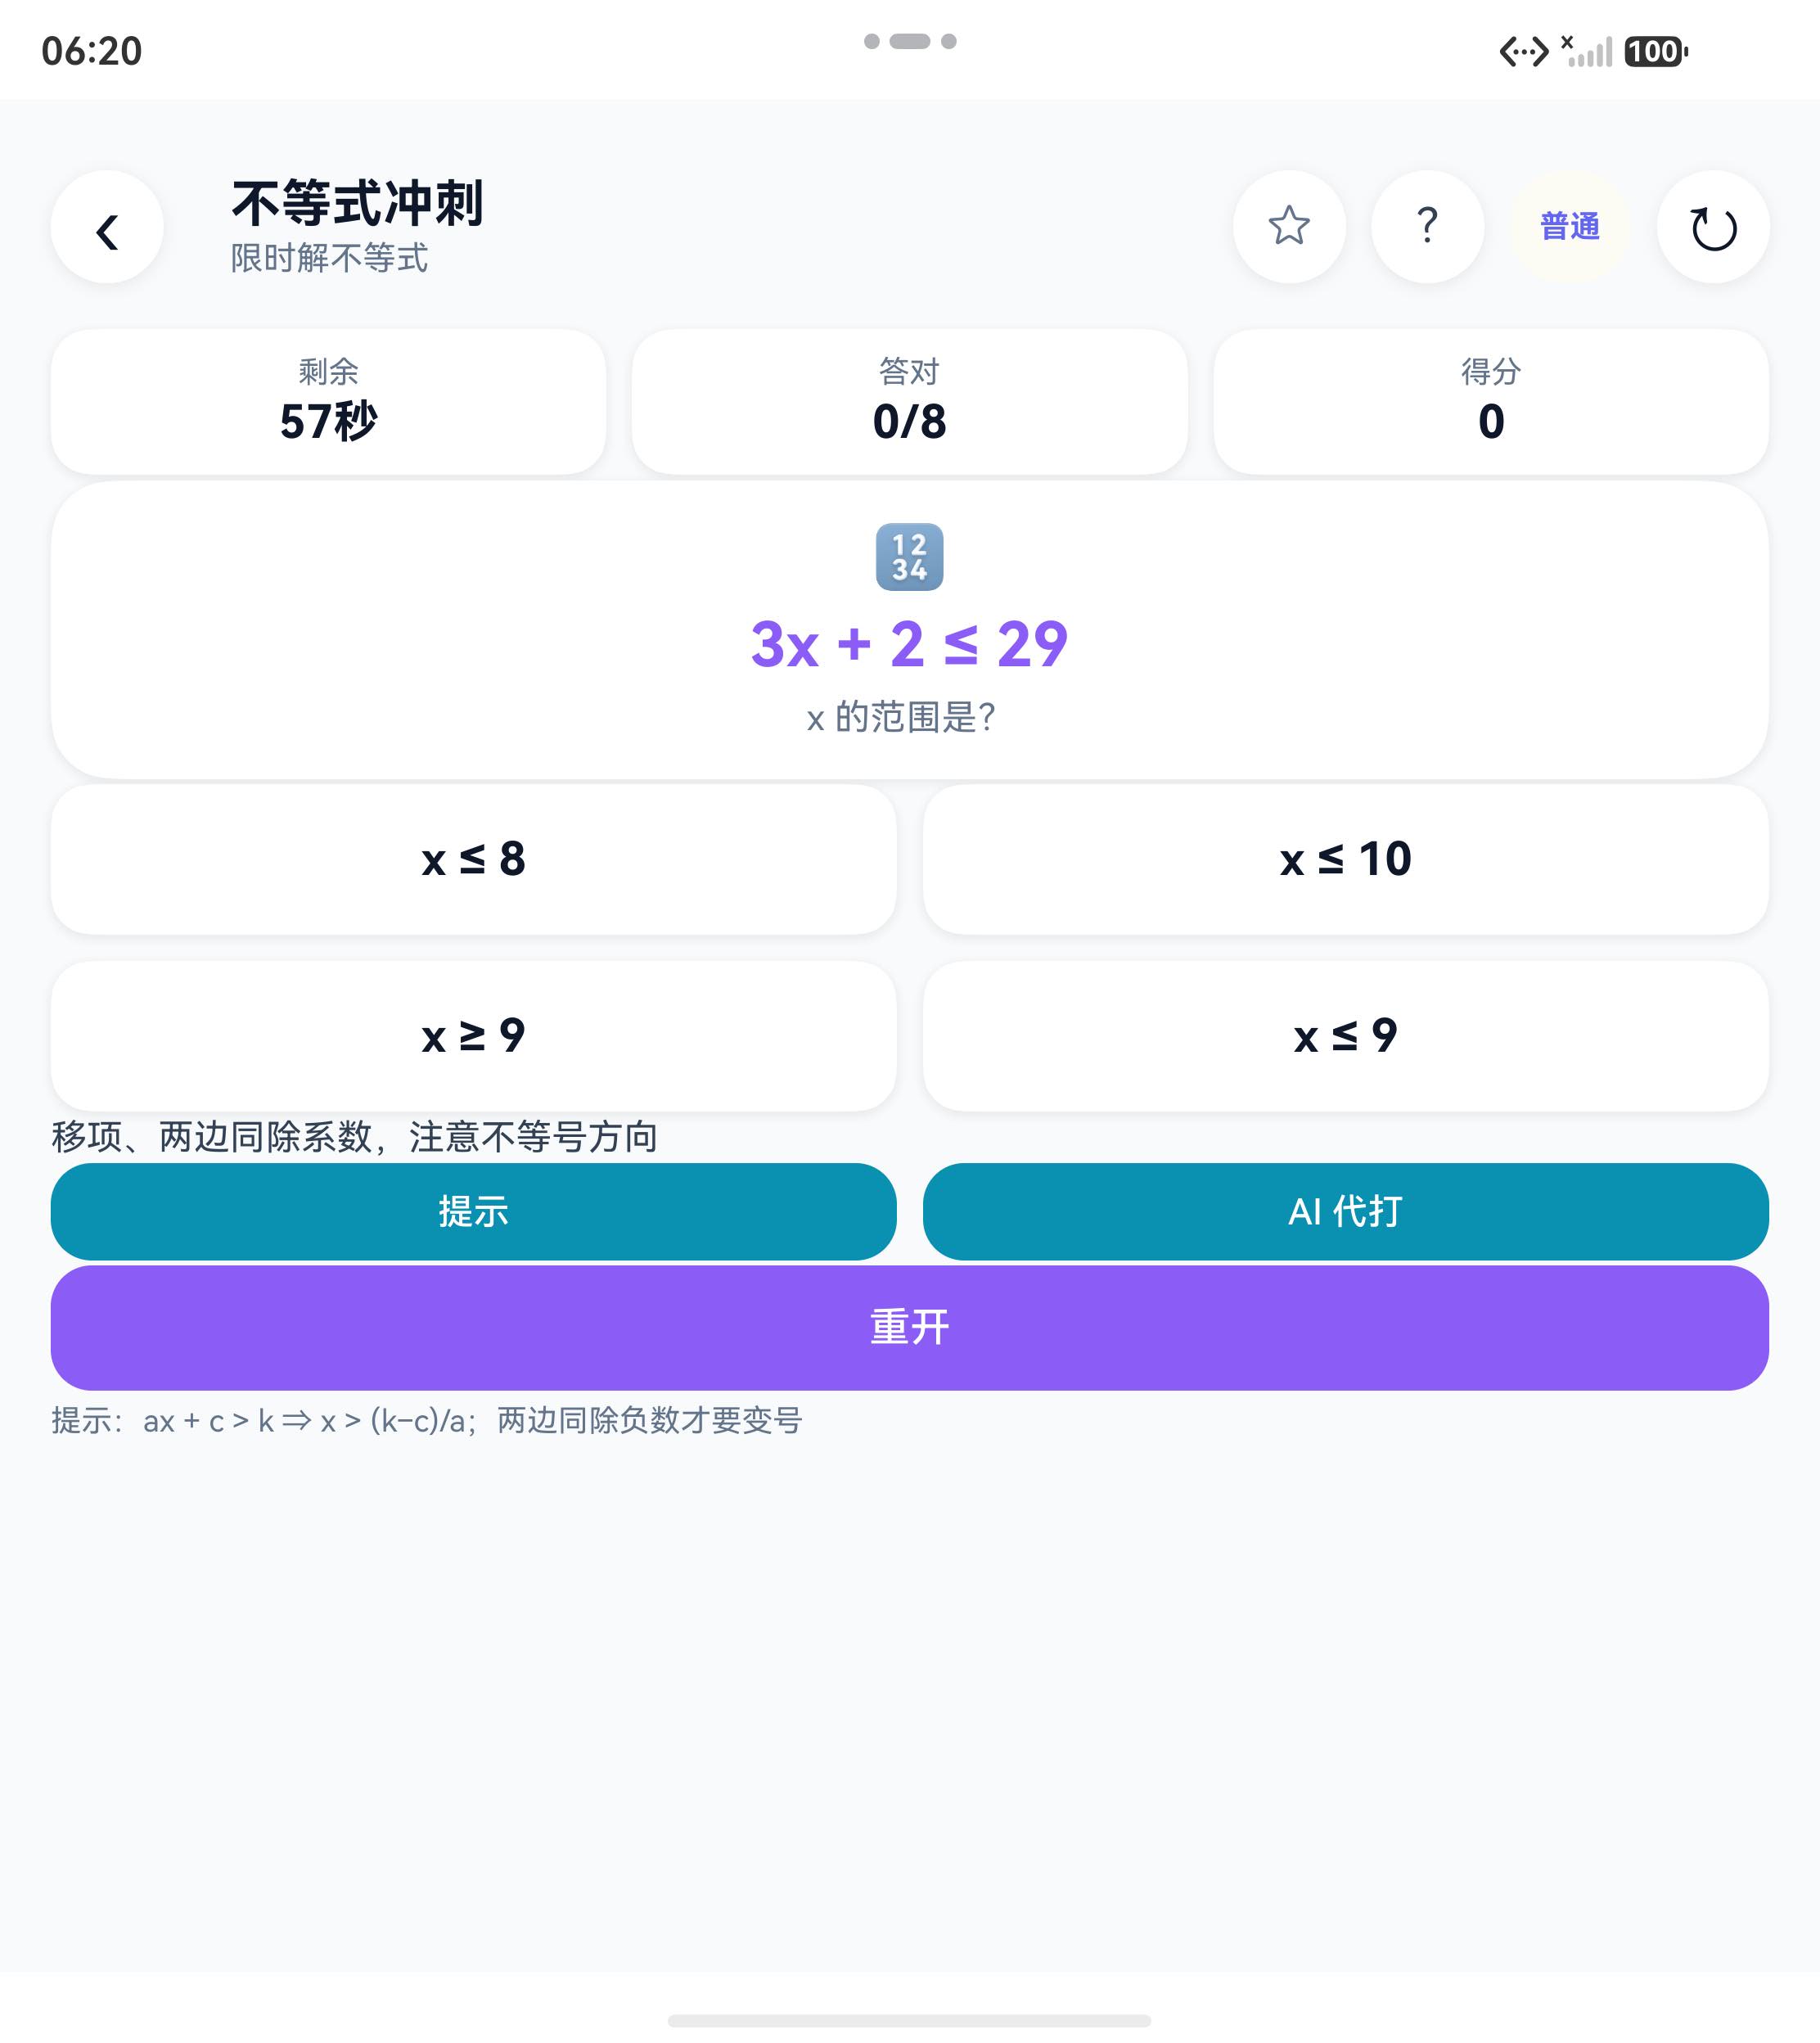 06:20
100
不等式冲刺
限时解不等式
?
普通
剩余
57秒
答对
0/8
得分
0
12
34
3x + 2 ≤ 29
x 的范围是？
x ≤ 8
x ≤ 10
x ≥ 9
x ≤ 9
移项、两边同除系数，注意不等号方向
提示
AI 代打
重开
提示：ax + c > k ⇒ x > (k−c)/a；两边同除负数才要变号